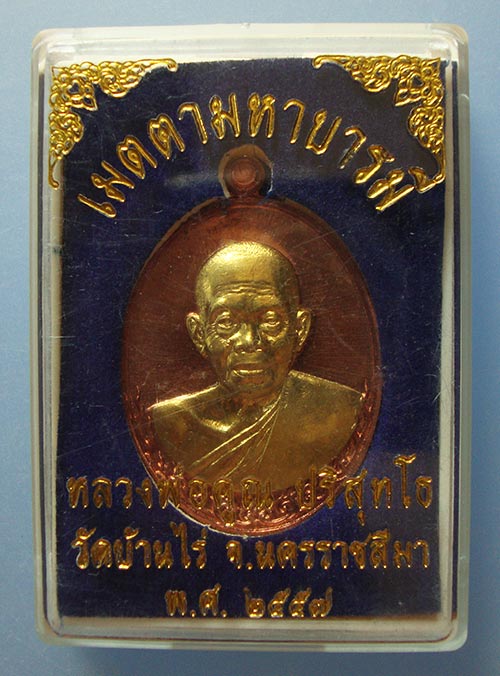 เมตตามหาบารมี
หลวงพ่อคูณ ปริสุทโธ
วัดบ้านไร่ จ.นครราชสีมา
พ.ศ. ๒๕๕๗